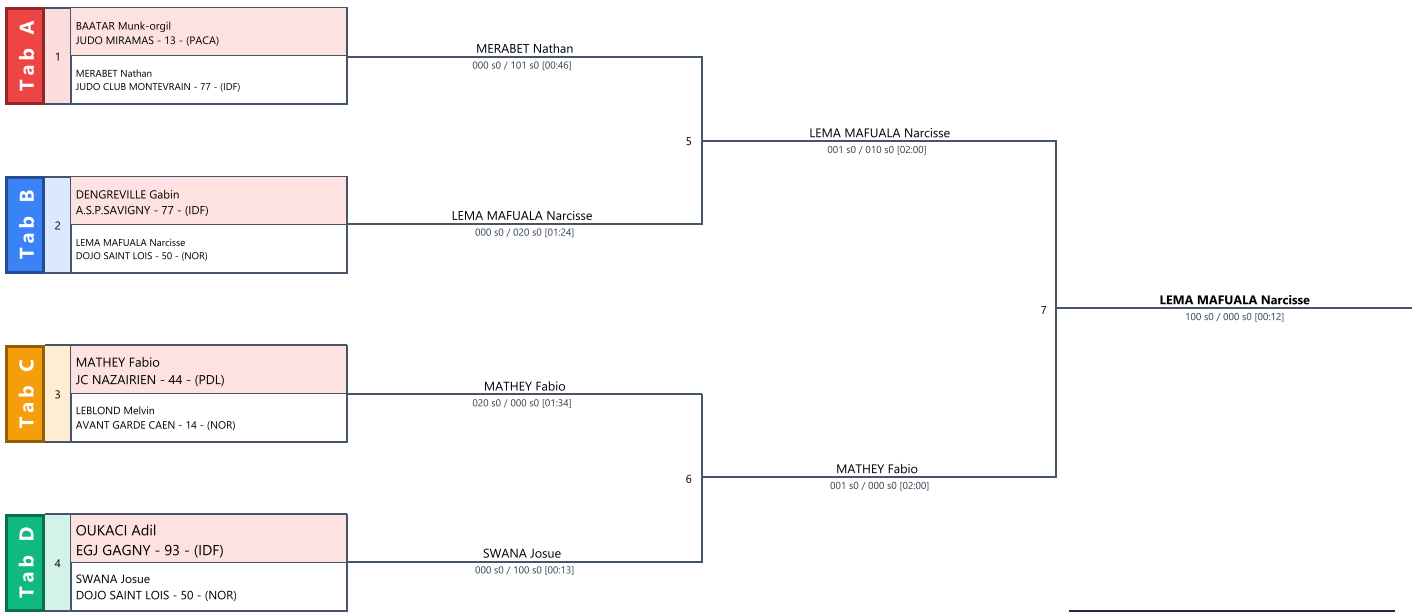 Tab A
1
BAATAR Munk-orgil
JUDO MIRAMAS - 13 - (PACA)
MERABET Nathan
JUDO CLUB MONTEVRAIN - 77 - (IDF)
MERABET Nathan
000 s0 / 101 s0 [00:46]
5
LEMA MAFUALA Narcisse
001 s0 / 010 s0 [02:00]
Tab B
2
DENGREVILLE Gabin
A.S.P.SAVIGNY - 77 - (IDF)
LEMA MAFUALA Narcisse
DOJO SAINT LOIS - 50 - (NOR)
LEMA MAFUALA Narcisse
000 s0 / 020 s0 [01:24]
7
LEMA MAFUALA Narcisse
100 s0 / 000 s0 [00:12]
Tab C
3
MATHEY Fabio
JC NAZAIRIEN - 44 - (PDL)
LEBLOND Melvin
AVANT GARDE CAEN - 14 - (NOR)
MATHEY Fabio
020 s0 / 000 s0 [01:34]
6
MATHEY Fabio
001 s0 / 000 s0 [02:00]
Tab D
4
OUKACI Adil
EGJ GAGNY - 93 - (IDF)
SWANA Josue
DOJO SAINT LOIS - 50 - (NOR)
SWANA Josue
000 s0 / 100 s0 [00:13]